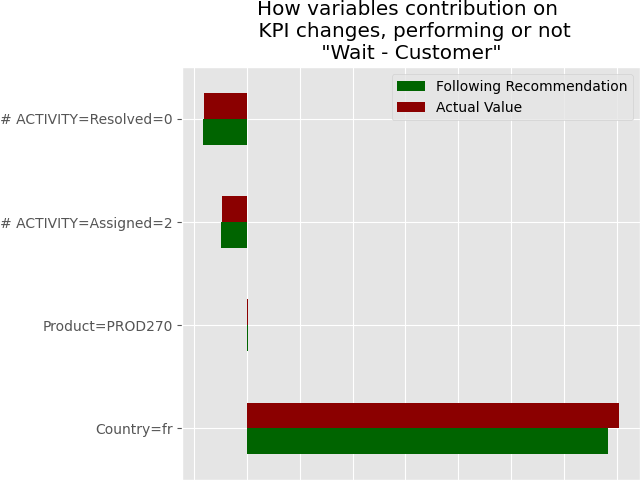 How variables contribution on
KPI changes, performing or not
"Wait - Customer"
Following Recommendation
Actual Value
# ACTIVITY=Resolved=0
# ACTIVITY=Assigned=2
Product=PROD270
Country=fr